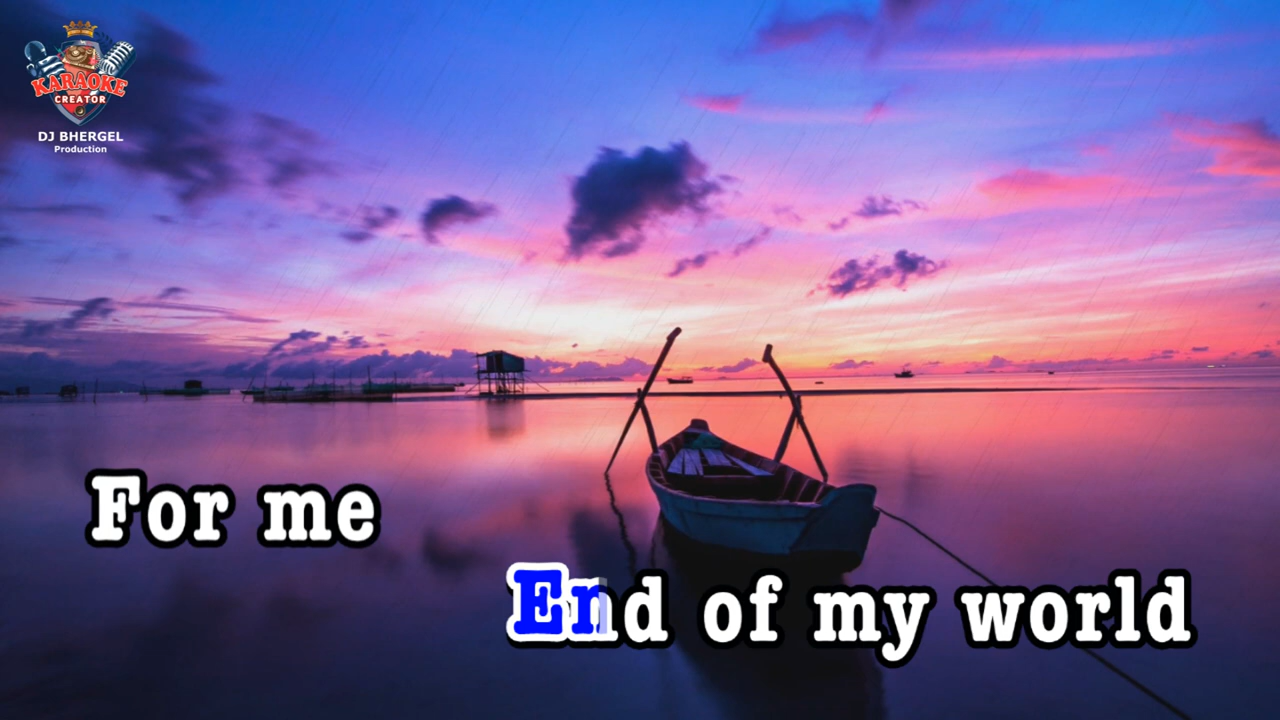 KARAOKE
CREATOR
DJ BHERGEL
Production
For me
End of my world